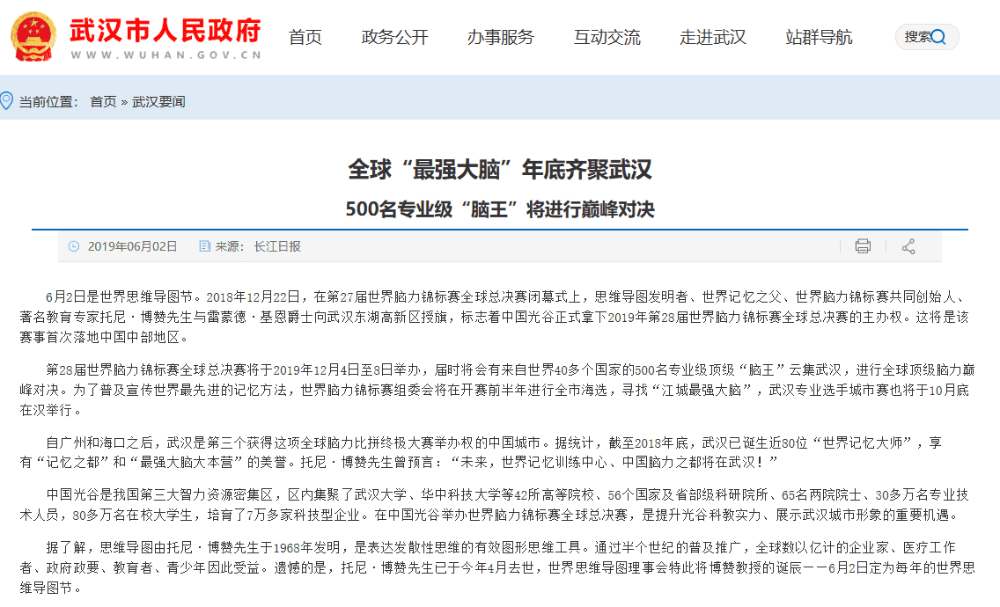 武汉市人民政府
WWW.WUHAN.GOV.CN
首页 政务公开 办事服务 互动交流 走进武汉 站群导航 搜索
当前位置： 首页 » 武汉要闻
全球“最强大脑”年底齐聚武汉
500名专业级“脑王”将进行巅峰对决
2019年06月02日 来源： 长江日报
6月2日是世界思维导图节。2018年12月22日，在第27届世界脑力锦标赛全球总决赛闭幕式上，思维导图发明者、世界记忆之父、世界脑力锦标赛共同创始人、
著名教育专家托尼·博赞先生与雷蒙德·基恩爵士向武汉东湖高新区授旗，标志着中国光谷正式拿下2019年第28届世界脑力锦标赛全球总决赛的主办权。这将是该
赛事首次落地中国中部地区。
第28届世界脑力锦标赛全球总决赛将于2019年12月4日至8日举办，届时将会有来自世界40多个国家的500名专业级顶级“脑王”云集武汉，进行全球顶级脑力巅
峰对决。为了普及宣传世界最先进的记忆方法，世界脑力锦标赛组委会将在开赛前半年进行全市海选，寻找“江城最强大脑”，武汉专业选手城市赛也将于10月底
在汉举行。
自广州和海口之后，武汉是第三个获得这项全球脑力比拼终极大赛举办权的中国城市。据统计，截至2018年底，武汉已诞生近80位“世界记忆大师”，享
有“记忆之都”和“最强大脑大本营”的美誉。托尼·博赞先生曾预言：“未来，世界记忆训练中心、中国脑力之都将在武汉！”
中国光谷是我国第三大智力资源密集区，区内集聚了武汉大学、华中科技大学等42所高等院校、56个国家及省部级科研院所、65名两院院士、30多万名专业技
术人员，80多万名在校大学生，培育了7万多家科技型企业。在中国光谷举办世界脑力锦标赛全球总决赛，是提升光谷科教实力、展示武汉城市形象的重要机遇。
据了解，思维导图由托尼·博赞先生于1968年发明，是表达发散性思维的有效图形思维工具。通过半个世纪的普及推广，全球数以亿计的企业家、医疗工作
者、政府政要、教育者、青少年因此受益。遗憾的是，托尼·博赞先生已于今年4月去世，世界思维导图理事会特此将博赞教授的诞辰——6月2日定为每年的世界思
维导图节。